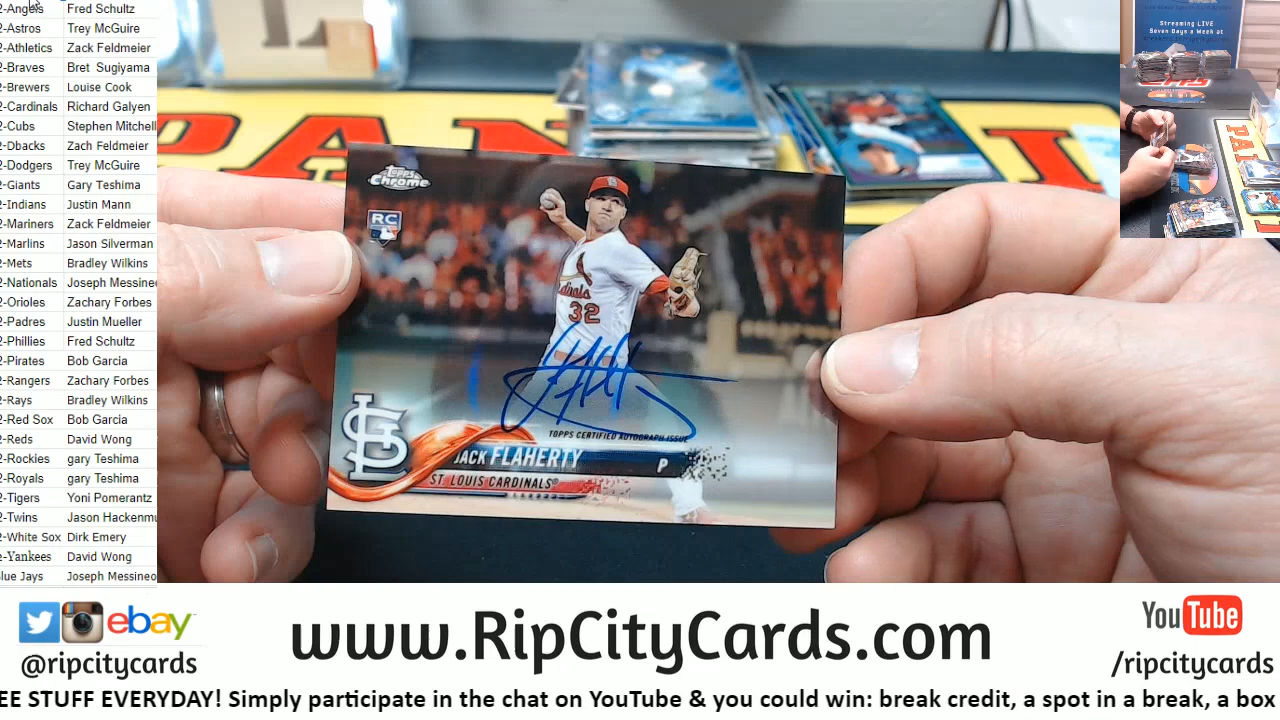 2-Angels Fred Schultz
2-Astros Trey McGuire
2-Athletics Zack Feldmeier
2-Braves Bret Sugiyama
2-Brewers Louise Cook
2-Cardinals Richard Galyen
2-Cubs Stephen Mitchell
2-Dbacks Zach Feldmeier
2-Dodgers Trey McGuire
2-Giants Gary Teshima
2-Indians Justin Mann
2-Mariners Zack Feldmeier
2-Marlins Jason Silverman
2-Mets Bradley Wilkins
2-Nationals Joseph Messineo
2-Orioles Zachary Forbes
2-Padres Justin Mueller
2-Phillies Fred Schultz
2-Pirates Bob Garcia
2-Rangers Zachary Forbes
2-Rays Bradley Wilkins
2-Red Sox Bob Garcia
2-Reds David Wong
2-Rockies gary Teshima
2-Royals gary Teshima
2-Tigers Yoni Pomerantz
2-Twins Jason Hackenmu
2-White Sox Dirk Emery
2-Yankees David Wong
lue Jays Joseph Messineo
PAN I
Topps
Chrome
RC
Cardinals
32
TOPPS CERTIFIED AUTOGRAPH ISSUE
JACK FLAHERTY P
ST LOUIS CARDINALS®
STL
Streaming LIVE
Seven Days a Week at
TOPPS
PAN
ebay
@ripcitycards
www.RipCityCards.com
YouTube
/ripcitycards
EE STUFF EVERYDAY! Simply participate in the chat on YouTube & you could win: break credit, a spot in a break, a box